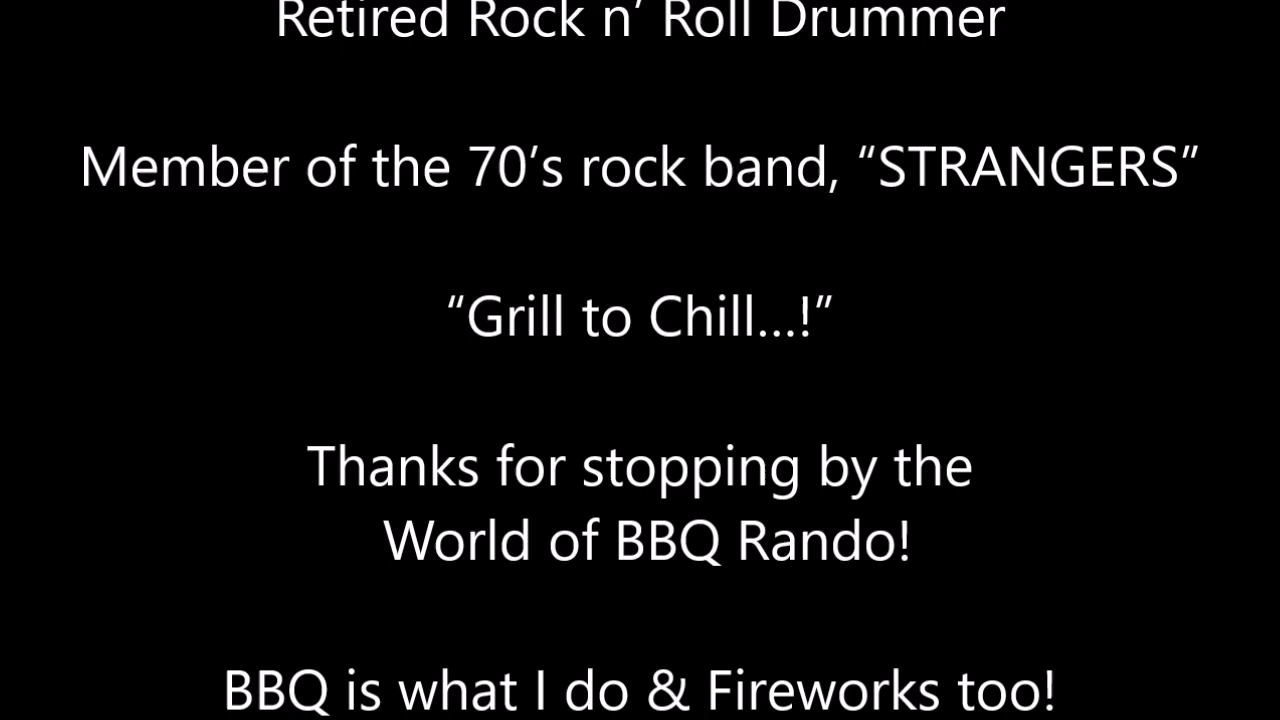 Retired Rock n’ Roll Drummer
Member of the 70’s rock band, “STRANGERS”
“Grill to Chill...!”
Thanks for stopping by the
World of BBQ Rando!
BBQ is what I do & Fireworks too!